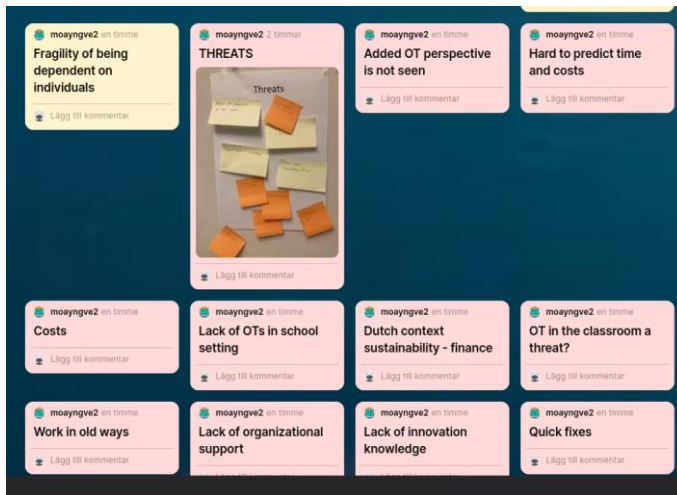 moayngve2 en timme
Fragility of being
dependent on
individuals
Lägg till kommentar
moayngve2 2 timmar
THREATS
Threats
Lägg till kommentar
moayngve2 en timme
Added OT perspective
is not seen
Lägg till kommentar
moayngve2 en timme
Hard to predict time
and costs
Lägg till kommentar
moayngve2 en timme
Costs
Lägg till kommentar
moayngve2 en timme
Lack of OTs in school
setting
Lägg till kommentar
moayngve2 en timme
Dutch context
sustainability - finance
Lägg till kommentar
moayngve2 en timme
OT in the classroom a
threat?
Lägg till kommentar
moayngve2 en timme
Work in old ways
Lägg till kommentar
moayngve2 en timme
Lack of organizational
support
Lägg till kommentar
moayngve2 en timme
Lack of innovation
knowledge
Lägg till kommentar
moayngve2 en timme
Quick fixes
Lägg till kommentar